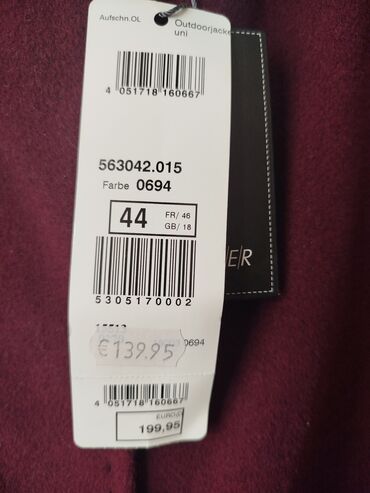 Aufschn.OL
Outdoorjacke
uni
4 051718 160667
563042.015
Farbe 0694
44
FR/ 46
GB/ 18
5305170002
0694
€139.95
4 051718 160667
EURO
199,95
E/R